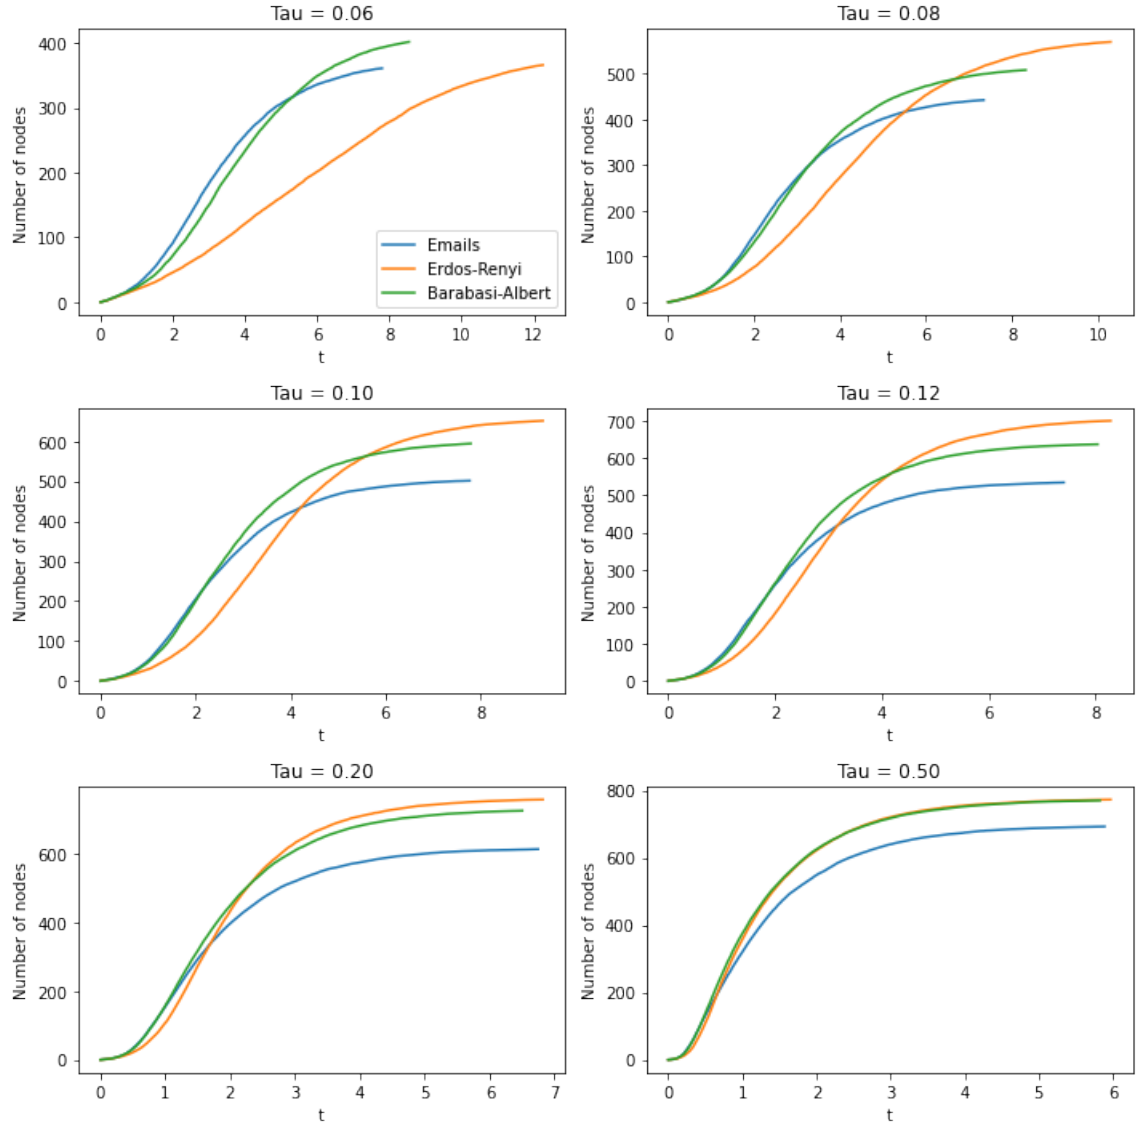 Tau = 0.06
Number of nodes
400
300
200
100
0
0 2 4 6 8 10 12
t
Emails
Erdos-Renyi
Barabasi-Albert
Tau = 0.08
Number of nodes
500
400
300
200
100
0
0 2 4 6 8 10
t
Tau = 0.10
Number of nodes
600
500
400
300
200
100
0
0 2 4 6 8
t
Tau = 0.12
Number of nodes
700
600
500
400
300
200
100
0
0 2 4 6 8
t
Tau = 0.20
Number of nodes
600
400
200
0
0 1 2 3 4 5 6 7
t
Tau = 0.50
Number of nodes
800
600
400
200
0
0 1 2 3 4 5 6
t